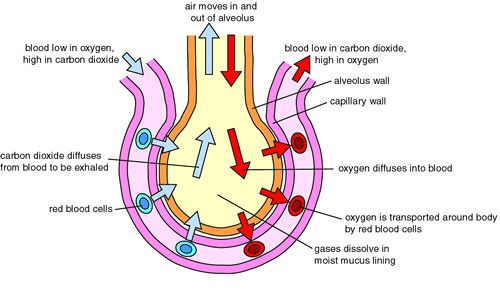 air moves in and
out of alveolus
blood low in oxygen,
high in carbon dioxide
blood low in carbon dioxide,
high in oxygen
alveolus wall
capillary wall
carbon dioxide diffuses
from blood to be exhaled
oxygen diffuses into blood
red blood cells
oxygen is transported around body
by red blood cells
gases dissolve in
moist mucus lining